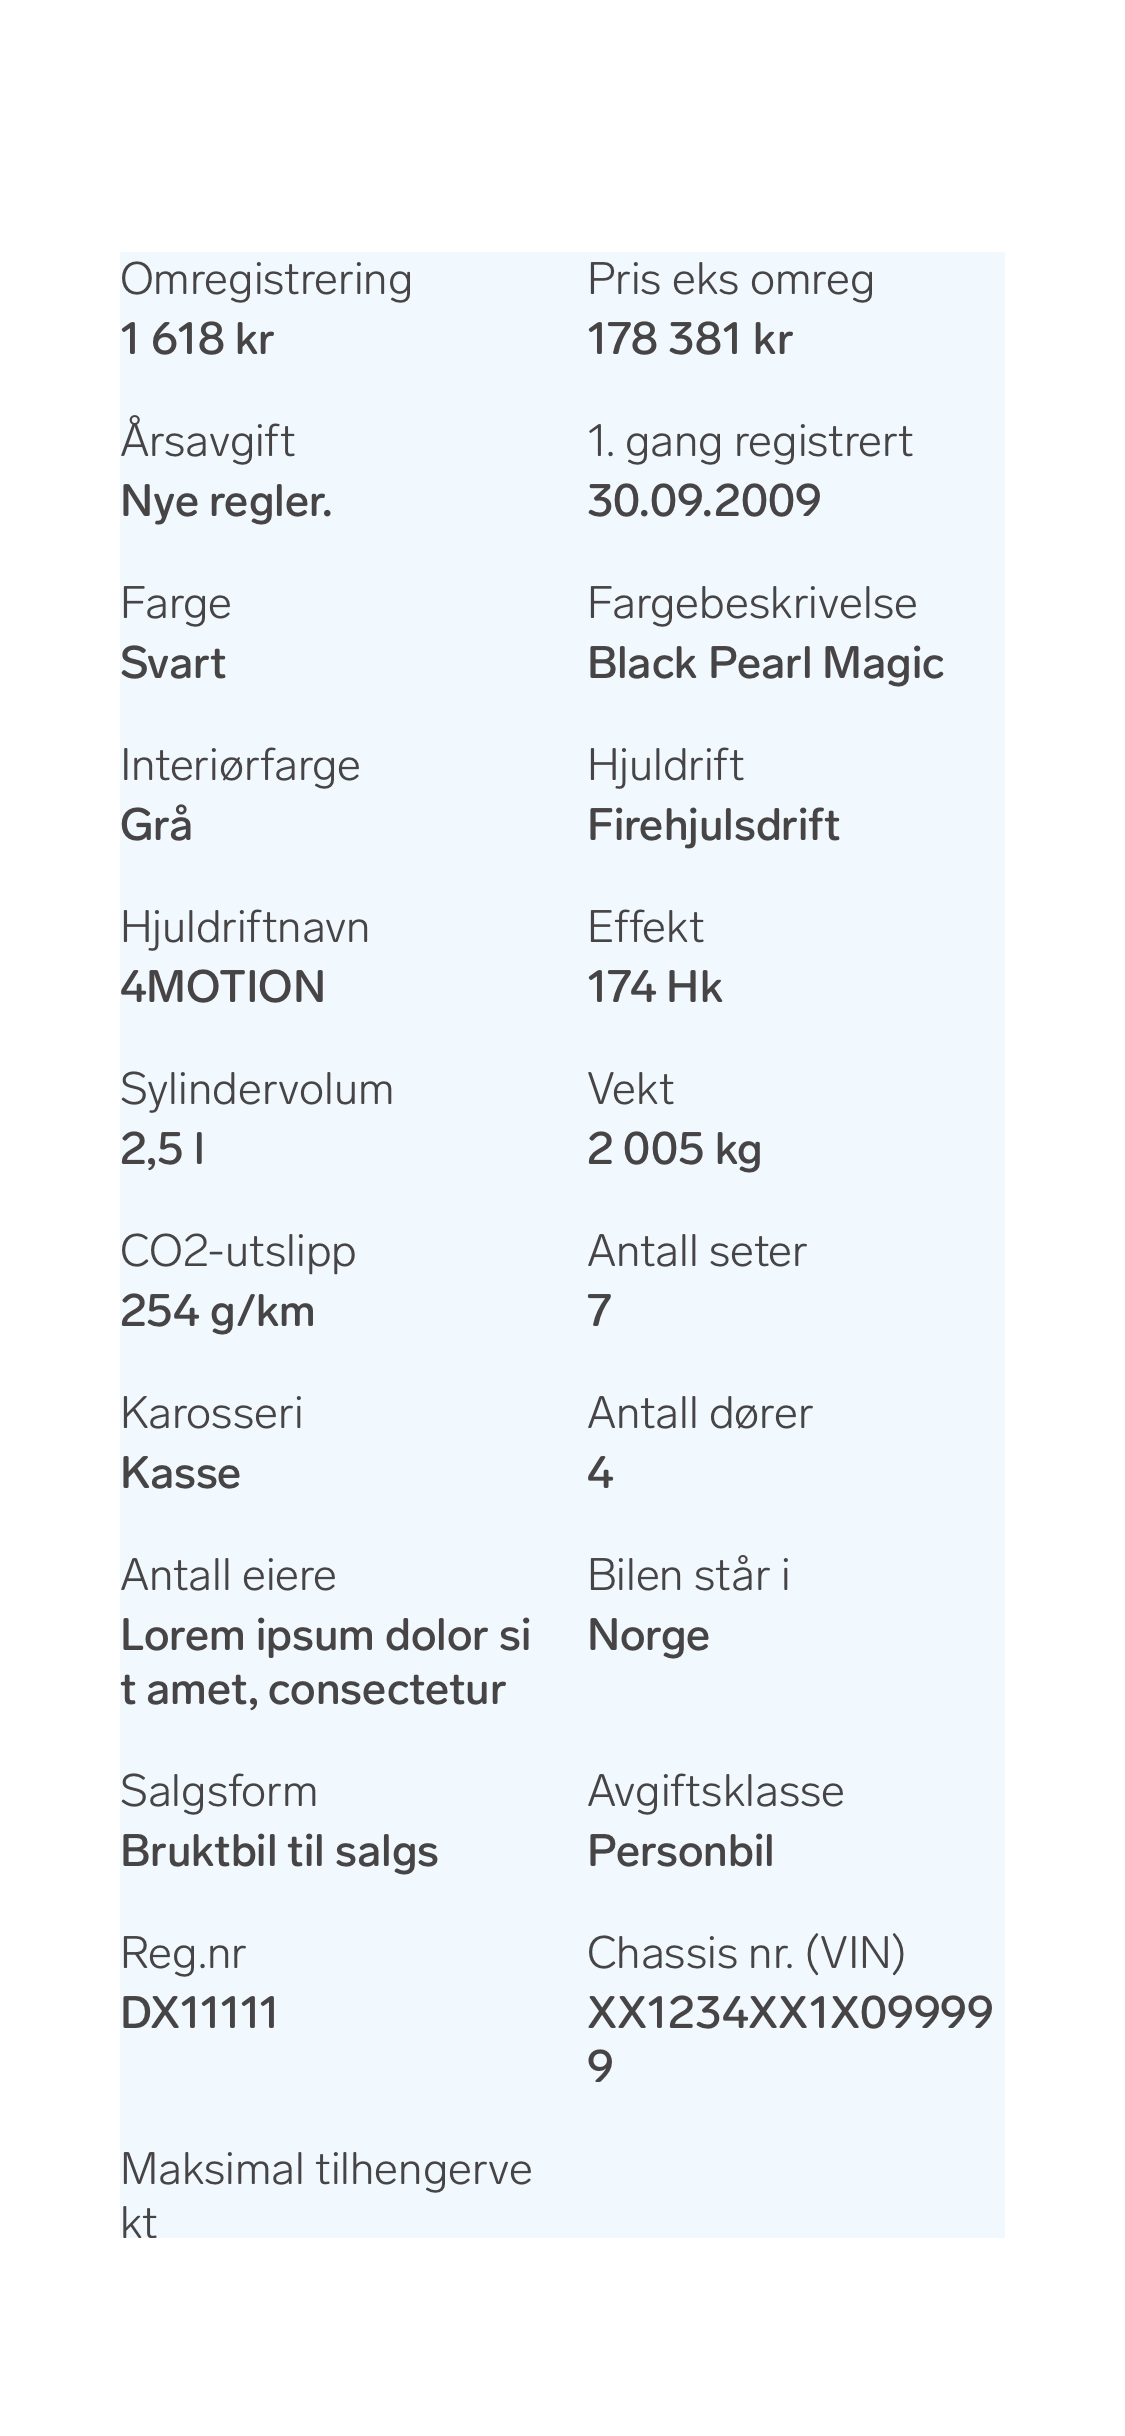 Omregistrering
1 618 kr
Pris eks omreg
178 381 kr
Årsavgift
Nye regler.
1. gang registrert
30.09.2009
Farge
Svart
Fargebeskrivelse
Black Pearl Magic
Interiørfarge
Grå
Hjuldrift
Firehjulsdrift
Hjuldriftnavn
4MOTION
Effekt
174 Hk
Sylindervolum
2,5 l
Vekt
2 005 kg
CO2-utslipp
254 g/km
Antall seter
7
Karosseri
Kasse
Antall dører
4
Antall eiere
Lorem ipsum dolor si
t amet, consectetur
Bilen står i
Norge
Salgsform
Bruktbil til salgs
Avgiftsklasse
Personbil
Reg.nr
DX11111
Chassis nr. (VIN)
XX1234XX1X09999
9
Maksimal tilhengerve
kt